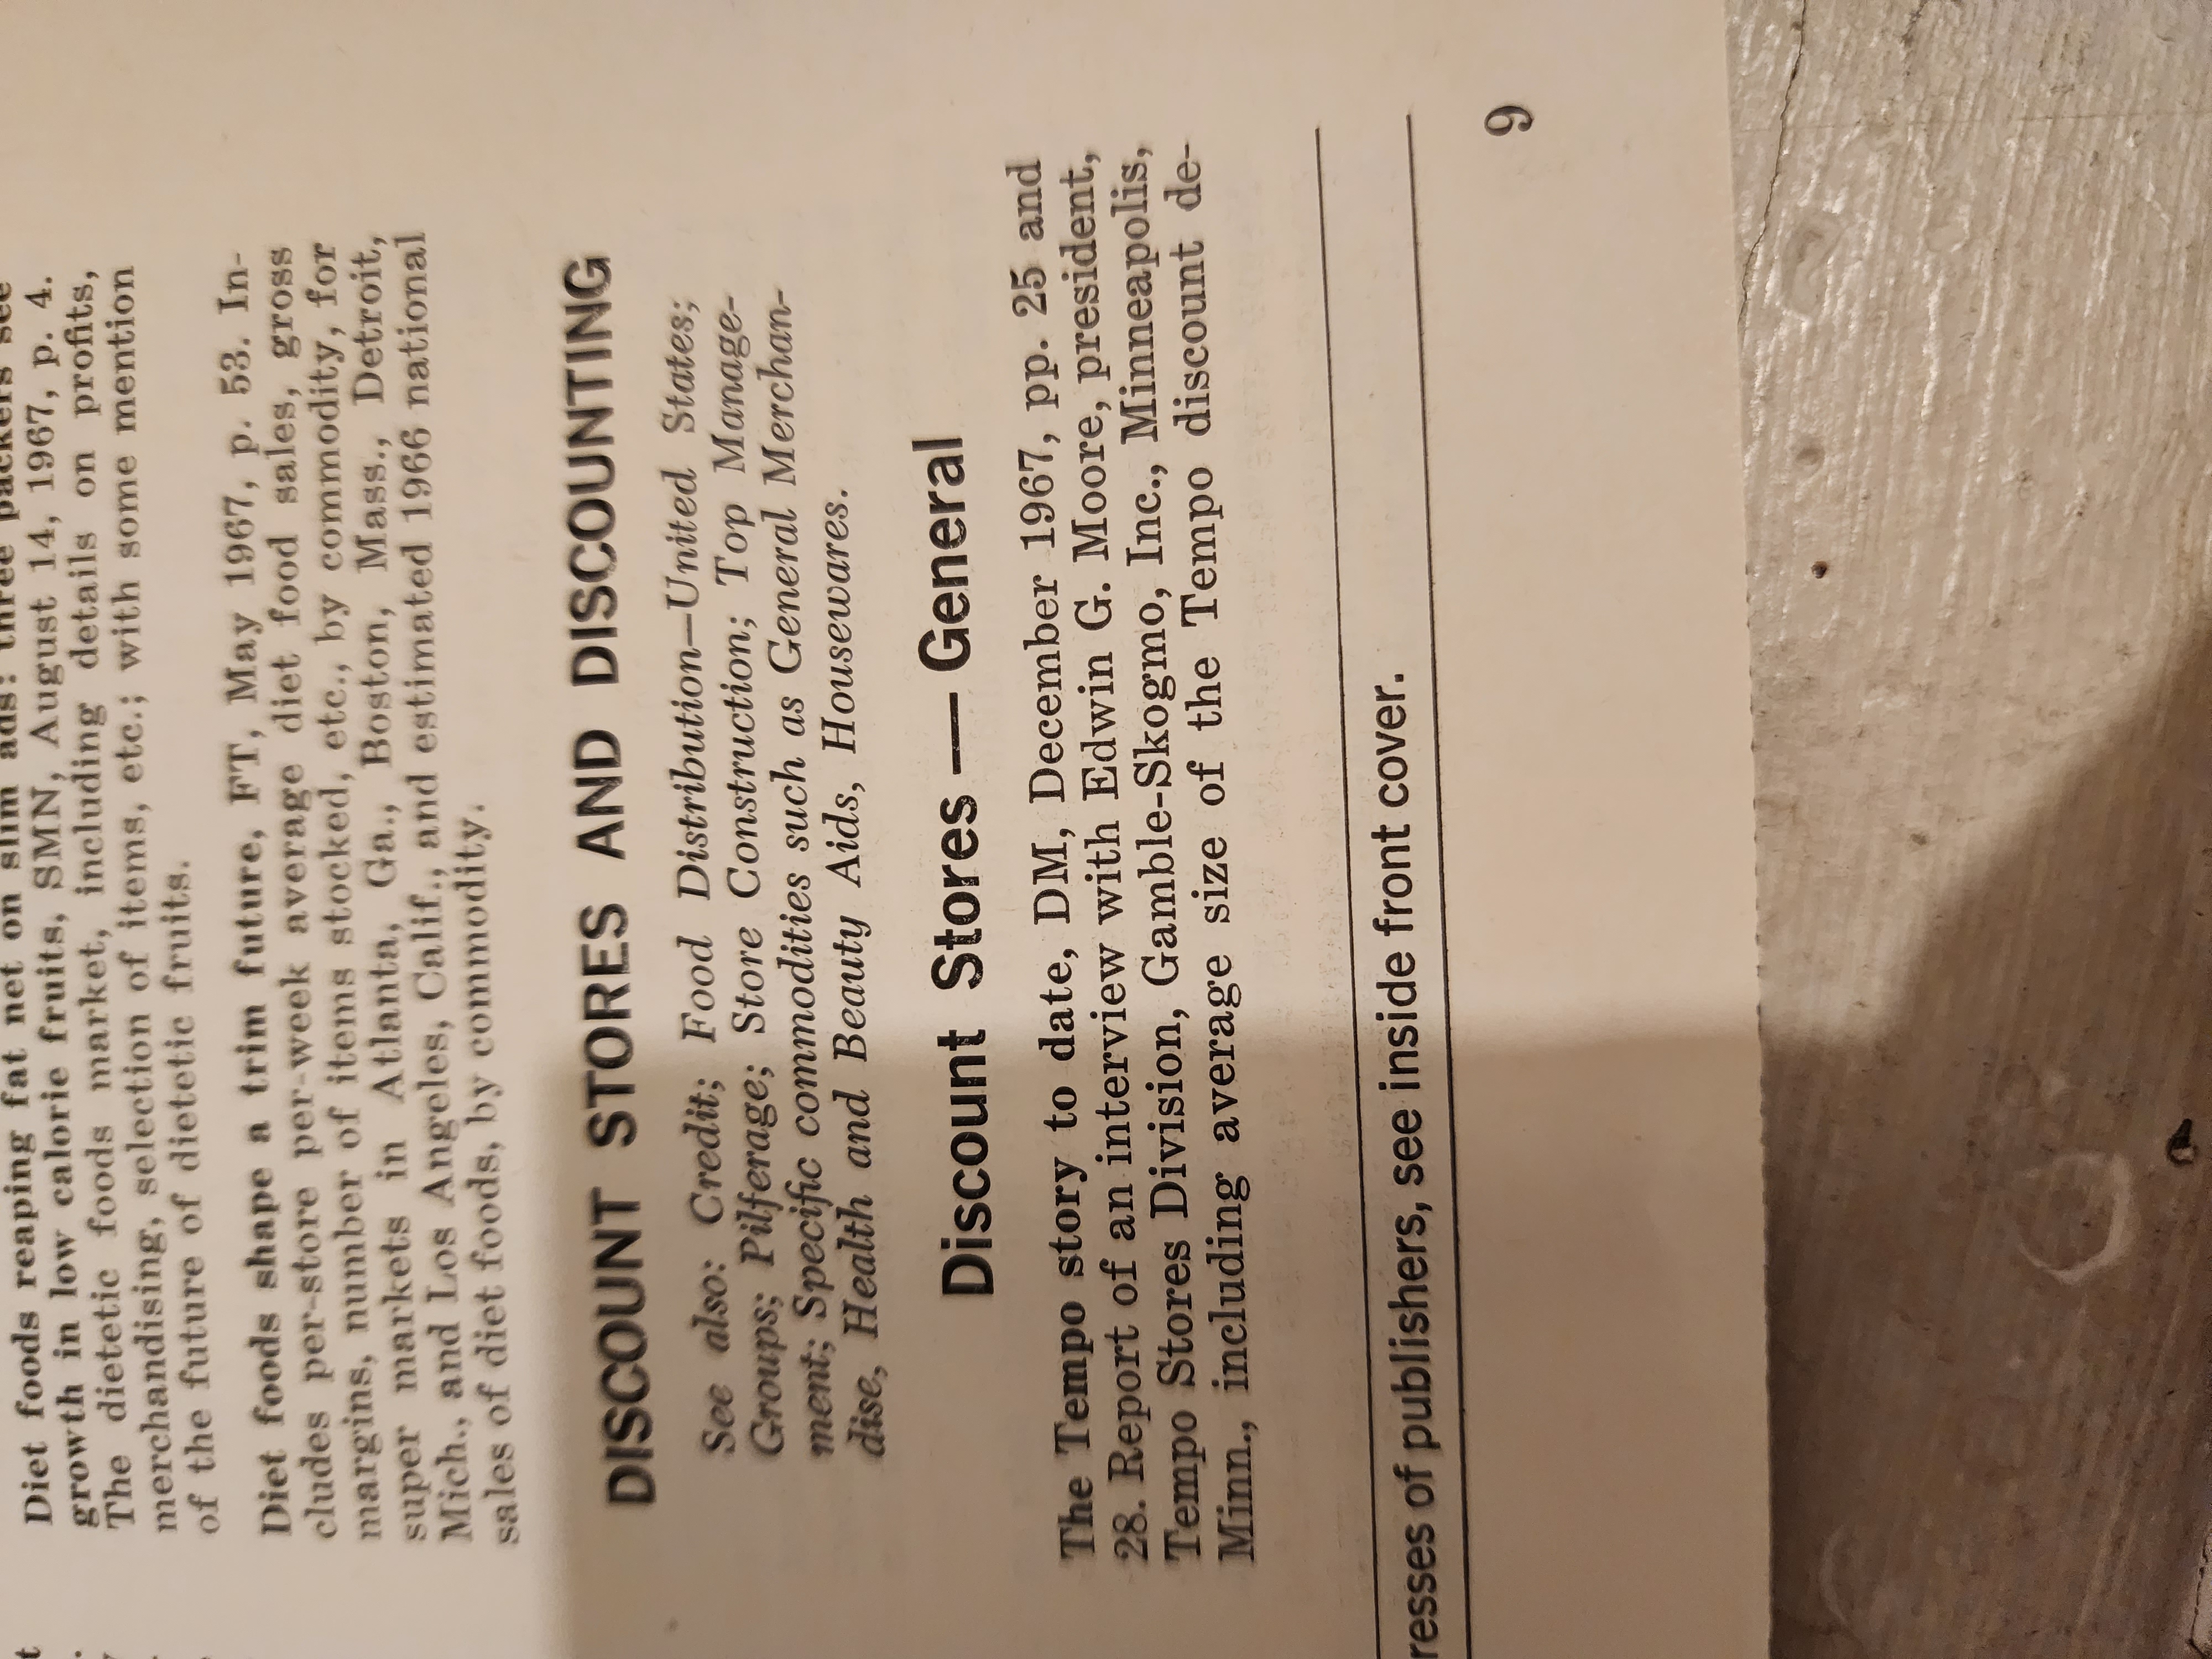 Diet foods reaping fat net on slim ads: three packers see
growth in low calorie fruits, SMN, August 14, 1967, p. 4.
The dietetic foods market, including details on profits,
merchandising, selection of items, etc.; with some mention
of the future of dietetic fruits.
Diet foods shape a trim future, FT, May 1967, p. 53. In-
cludes per-store per-week average diet food sales, gross
margins, number of items stocked, etc., by commodity, for
super markets in Atlanta, Ga., Boston, Mass., Detroit,
Mich., and Los Angeles, Calif., and estimated 1966 national
sales of diet foods, by commodity.
DISCOUNT STORES AND DISCOUNTING
See also: Credit; Food Distribution—United States;
Groups; Pilferage; Store Construction; Top Manage-
ment; Specific commodities such as General Merchan-
dise, Health and Beauty Aids, Housewares.
Discount Stores — General
The Tempo story to date, DM, December 1967, pp. 25 and
28. Report of an interview with Edwin G. Moore, president,
Tempo Stores Division, Gamble-Skogmo, Inc., Minneapolis,
Minn., including average size of the Tempo discount de-
resses of publishers, see inside front cover.
9